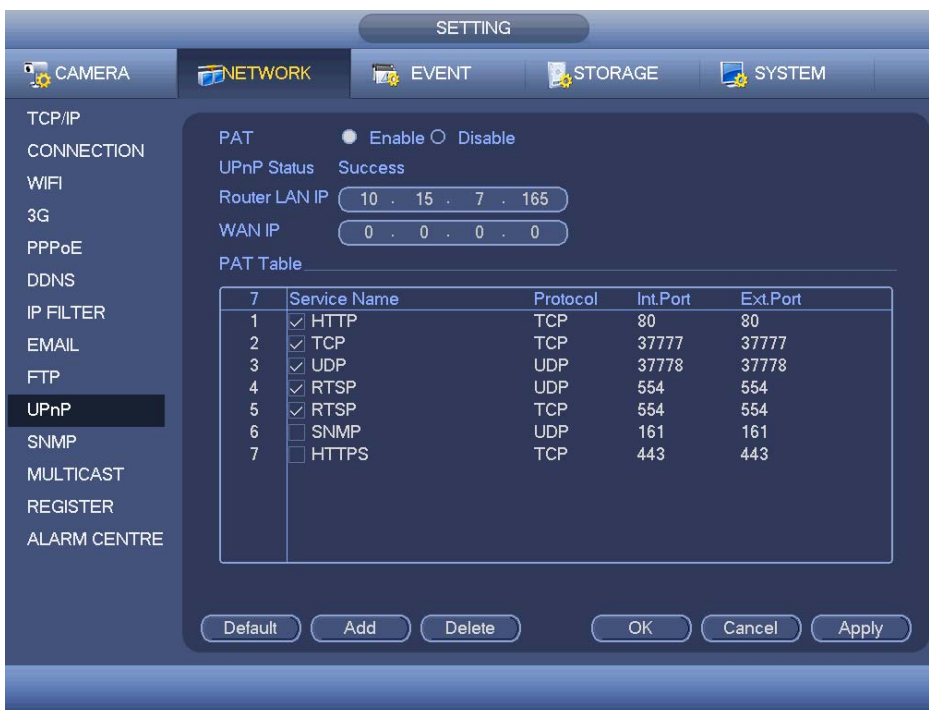 SETTING
CAMERA NETWORK EVENT STORAGE SYSTEM
TCP/IP
CONNECTION
WIFI
3G
PPPoE
DDNS
IP FILTER
EMAIL
FTP
UPnP
SNMP
MULTICAST
REGISTER
ALARM CENTRE
PAT Enable Disable
UPnP Status Success
Router LAN IP 10 . 15 . 7 . 165
WAN IP 0 . 0 . 0 . 0
PAT Table
7 Service Name Protocol Int.Port Ext.Port
1 HTTP TCP 80 80
2 TCP TCP 37777 37777
3 UDP UDP 37778 37778
4 RTSP UDP 554 554
5 RTSP TCP 554 554
6 SNMP UDP 161 161
7 HTTPS TCP 443 443
Default Add Delete OK Cancel Apply